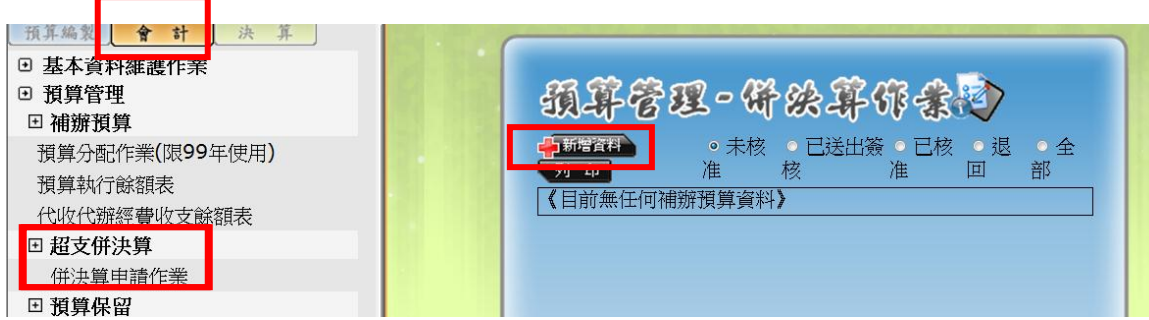 預算編製 會 計 決 算
基本資料維護作業
預算管理
補辦預算
預算分配作業(限99年使用)
預算執行餘額表
代收代辦經費收支餘額表
超支併決算
併決算申請作業
預算保留
預算管理-併決算作業
新增資料
列 印
未核准 已送出簽核 已核准 退回 全部
《目前無任何補辦預算資料》